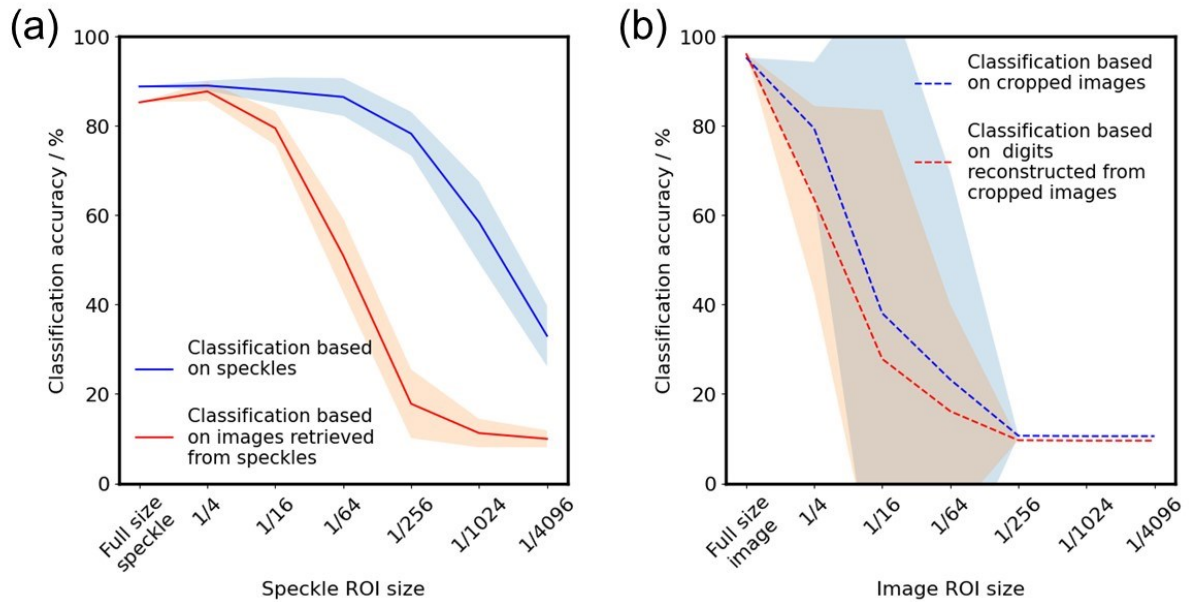 (a)
100
80
60
40
20
0
Classification accuracy / %
Classification based
on speckles
Classification based
on images retrieved
from speckles
Full size
speckle
1/4
1/16
1/64
1/256
1/1024
1/4096
Speckle ROI size
(b)
100
80
60
40
20
0
Classification accuracy / %
Classification based
on cropped images
Classification based
on digits
reconstructed from
cropped images
Full size
image
1/4
1/16
1/64
1/256
1/1024
1/4096
Image ROI size